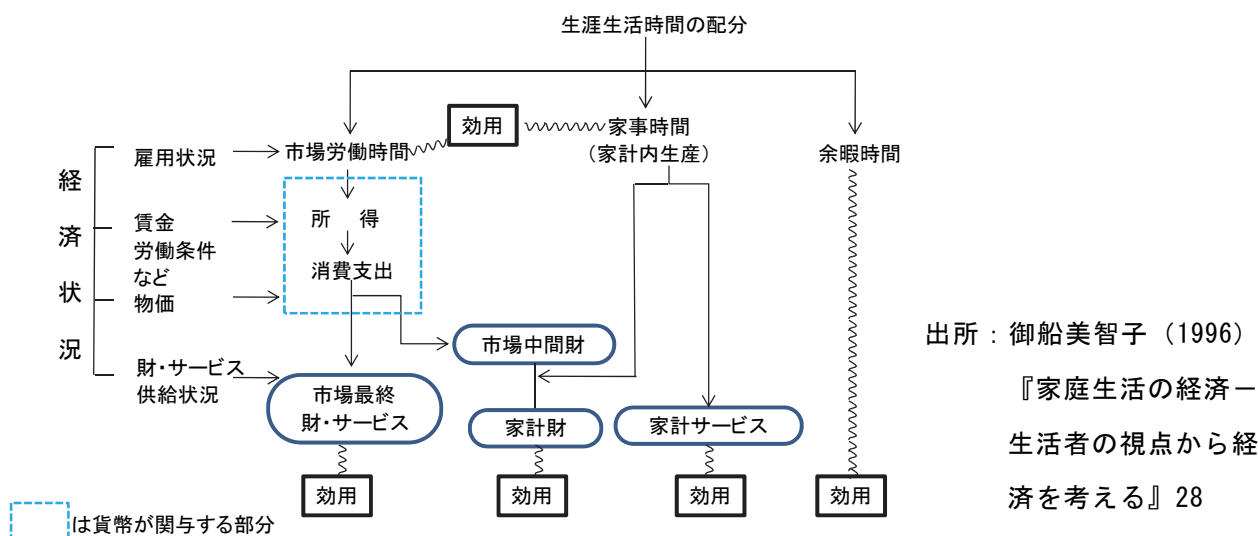 生涯生活時間の配分
効用
家事時間
(家計内生産)
経済状況
雇用状況
市場労働時間
余暇時間
賃金
労働条件
など
物価
所 得
消費支出
財・サービス
供給状況
市場中間財
市場最終
財・サービス
家計財
家計サービス
効用
効用
効用
効用
は貨幣が関与する部分
出所：御船美智子（1996）
『家庭生活の経済－
生活者の視点から経
済を考える』28